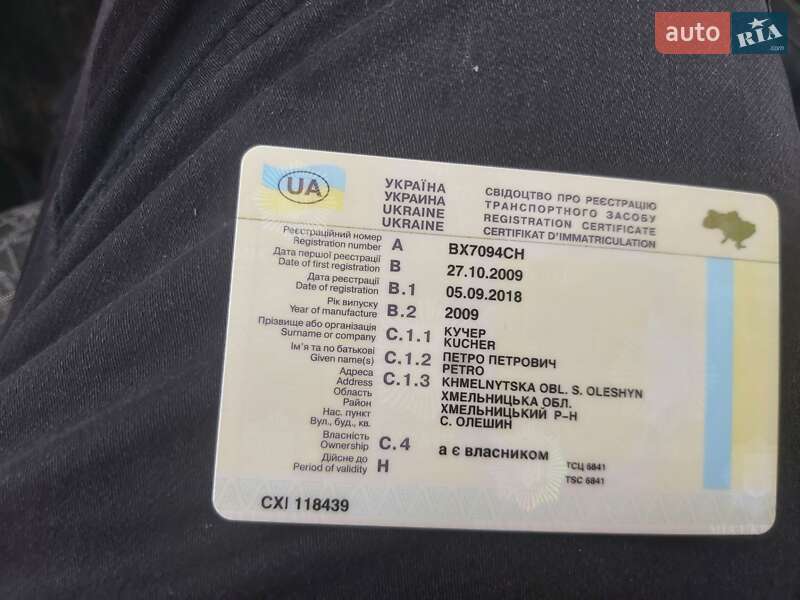 auto RIA
UA
УКРАЇНА
УКРАИНА
UKRAINE
UKRAINE
СВІДОЦТВО ПРО РЕЄСТРАЦІЮ
ТРАНСПОРТНОГО ЗАСОБУ
REGISTRATION CERTIFICATE
CERTIFIKAT D'IMMATRICULATION
Реєстраційний номер
Registration number A BX7094CH
Дата першої реєстрації
Date of first registration B 27.10.2009
Дата реєстрації
Date of registration B.1 05.09.2018
Рік випуску
Year of manufacture B.2 2009
Прізвище або організація
Surname or company C.1.1 КУЧЕР
KUCHER
Ім'я та по батькові
Given name(s) C.1.2 ПЕТРО ПЕТРОВИЧ
PETRO
Адреса
Address C.1.3 KHMELNYTSKA OBL. S. OLESHYN
Область ХМЕЛЬНИЦЬКА ОБЛ.
Район ХМЕЛЬНИЦЬКИЙ Р-Н
Нас. пункт С. ОЛЕШИН
Вул., буд., кв.
Власність
Ownership C.4 а є власником
Дійсне до
Period of validity H
ТСЦ 6841
TSC 6841
CXI 118439